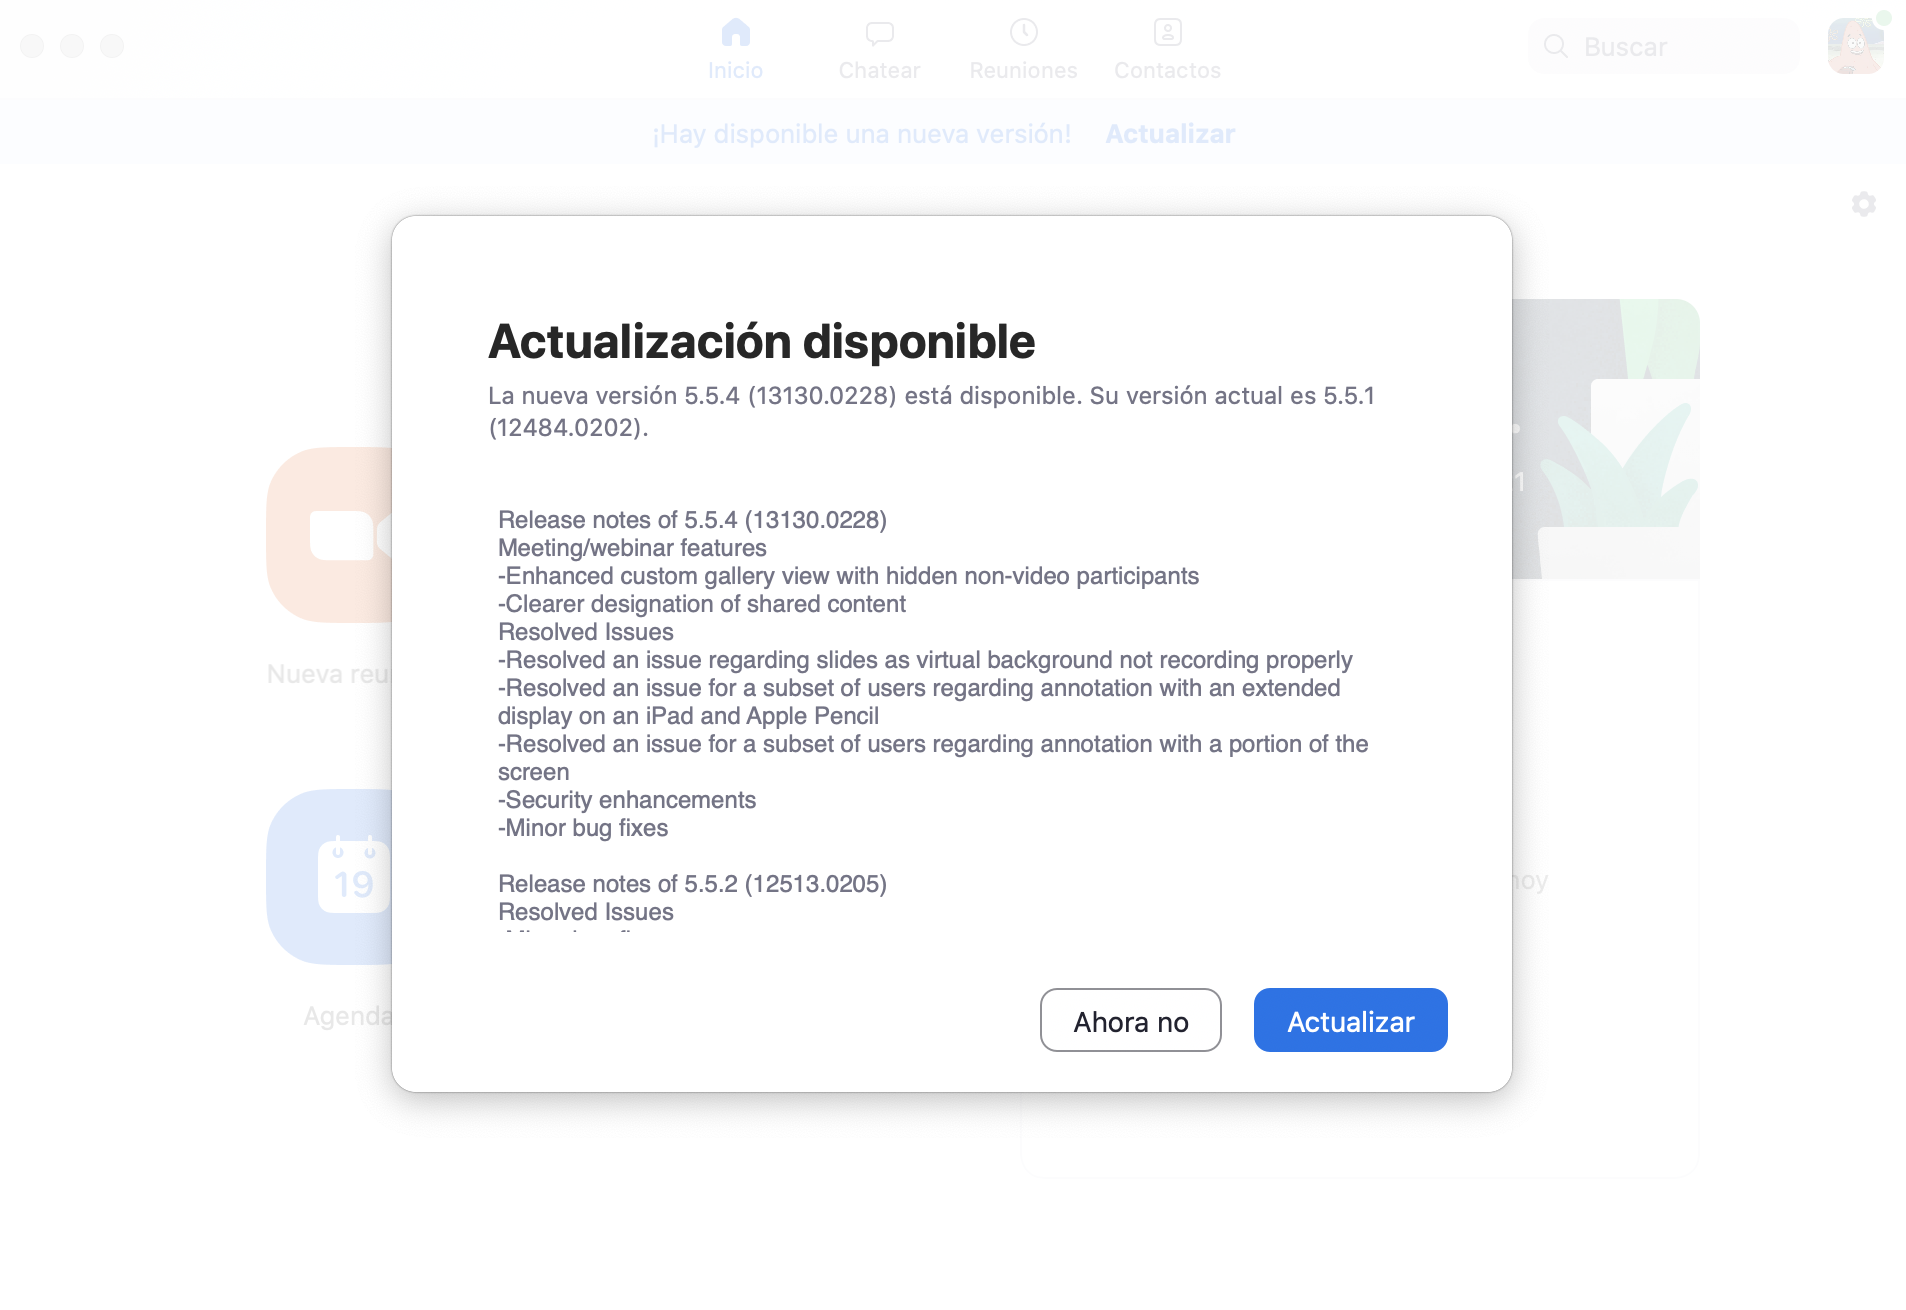 Inicio
Chatear
Reuniones
Contactos
Buscar
¡Hay disponible una nueva versión! Actualizar
Actualización disponible
La nueva versión 5.5.4 (13130.0228) está disponible. Su versión actual es 5.5.1
(12484.0202).
Release notes of 5.5.4 (13130.0228)
Meeting/webinar features
-Enhanced custom gallery view with hidden non-video participants
-Clearer designation of shared content
Resolved Issues
-Resolved an issue regarding slides as virtual background not recording properly
-Resolved an issue for a subset of users regarding annotation with an extended
display on an iPad and Apple Pencil
-Resolved an issue for a subset of users regarding annotation with a portion of the
screen
-Security enhancements
-Minor bug fixes
Release notes of 5.5.2 (12513.0205)
Resolved Issues
Ahora no
Actualizar
Nueva reu
19
Agenda
1
hoy